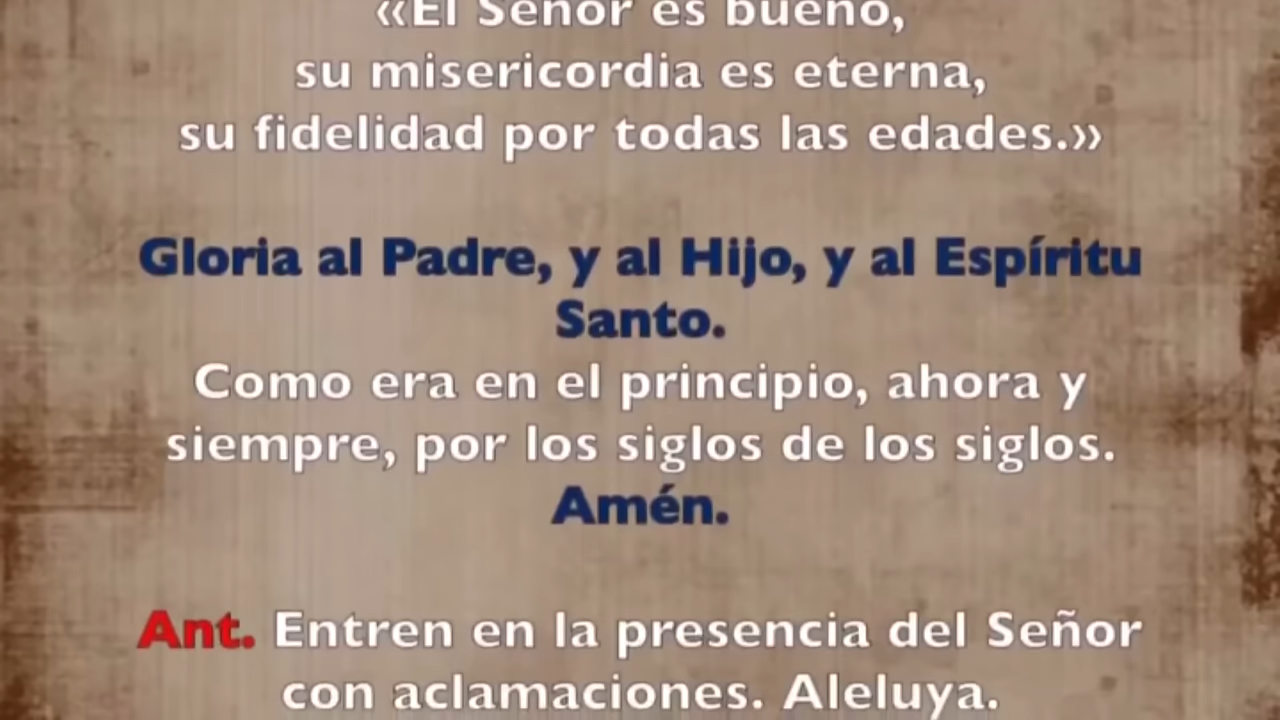 «El Señor es bueno,
su misericordia es eterna,
su fidelidad por todas las edades.»
Gloria al Padre, y al Hijo, y al Espíritu
Santo.
Como era en el principio, ahora y
siempre, por los siglos de los siglos.
Amén.
Ant. Entren en la presencia del Señor
con aclamaciones. Aleluya.